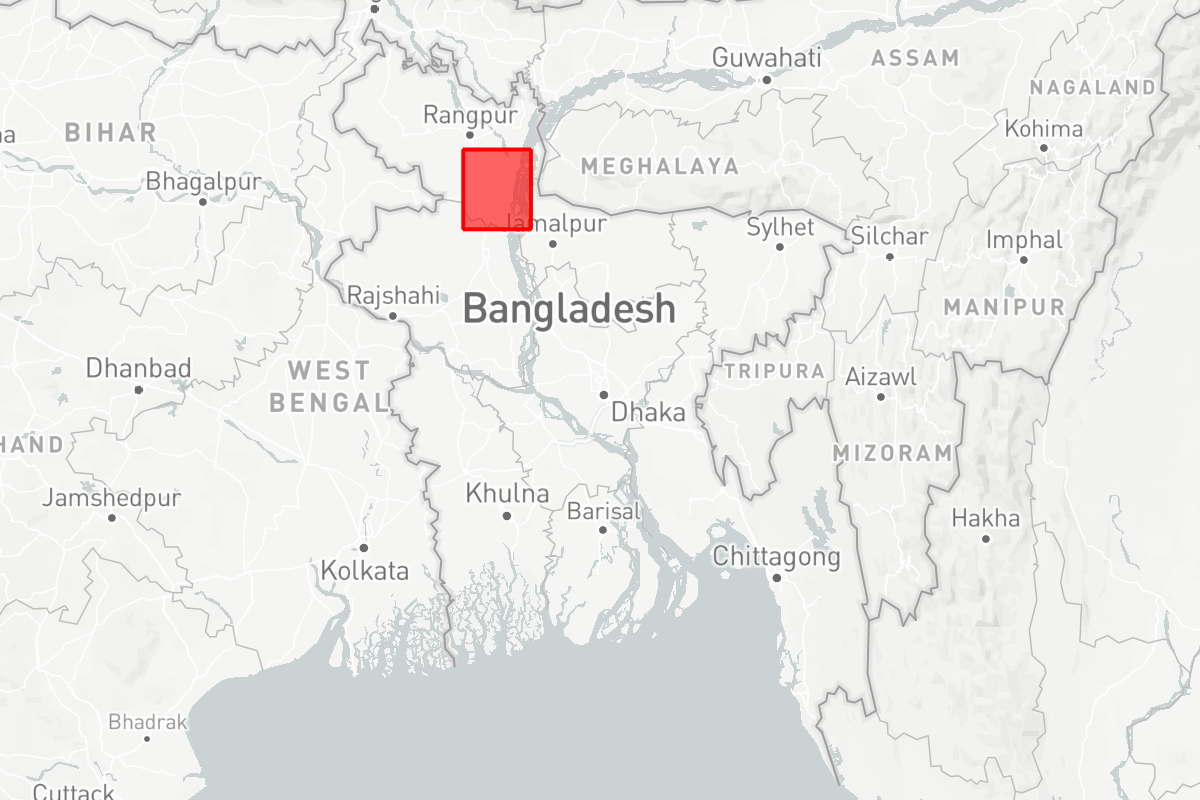 Guwahati
ASSAM
NAGALAND
Rangpur
BIHAR
Kohima
MEGHALAYA
Bhagalpur
Jamalpur
Sylhet
Silchar
Imphal
Rajshahi
Bangladesh
MANIPUR
Dhanbad
WEST
BENGAL
TRIPURA
Aizawl
Dhaka
HAND
MIZORAM
Jamshedpur
Khulna
Barisal
Hakha
Kolkata
Chittagong
Bhadrak
Cuttack